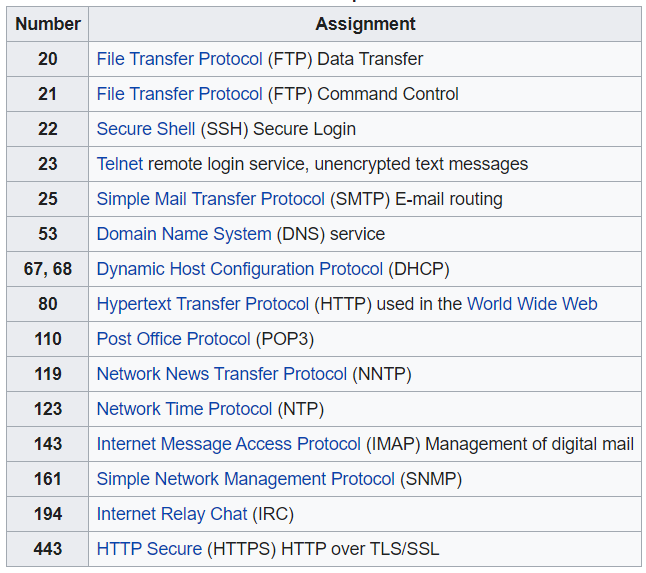 Number Assignment
20 File Transfer Protocol (FTP) Data Transfer
21 File Transfer Protocol (FTP) Command Control
22 Secure Shell (SSH) Secure Login
23 Telnet remote login service, unencrypted text messages
25 Simple Mail Transfer Protocol (SMTP) E-mail routing
53 Domain Name System (DNS) service
67, 68 Dynamic Host Configuration Protocol (DHCP)
80 Hypertext Transfer Protocol (HTTP) used in the World Wide Web
110 Post Office Protocol (POP3)
119 Network News Transfer Protocol (NNTP)
123 Network Time Protocol (NTP)
143 Internet Message Access Protocol (IMAP) Management of digital mail
161 Simple Network Management Protocol (SNMP)
194 Internet Relay Chat (IRC)
443 HTTP Secure (HTTPS) HTTP over TLS/SSL